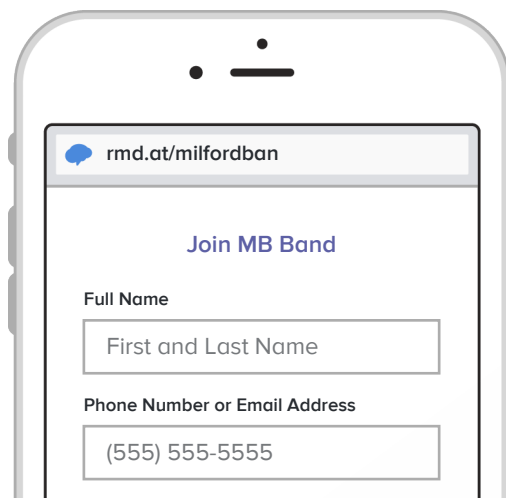 rmd.at/milfordban
Join MB Band
Full Name
First and Last Name
Phone Number or Email Address
(555) 555-5555